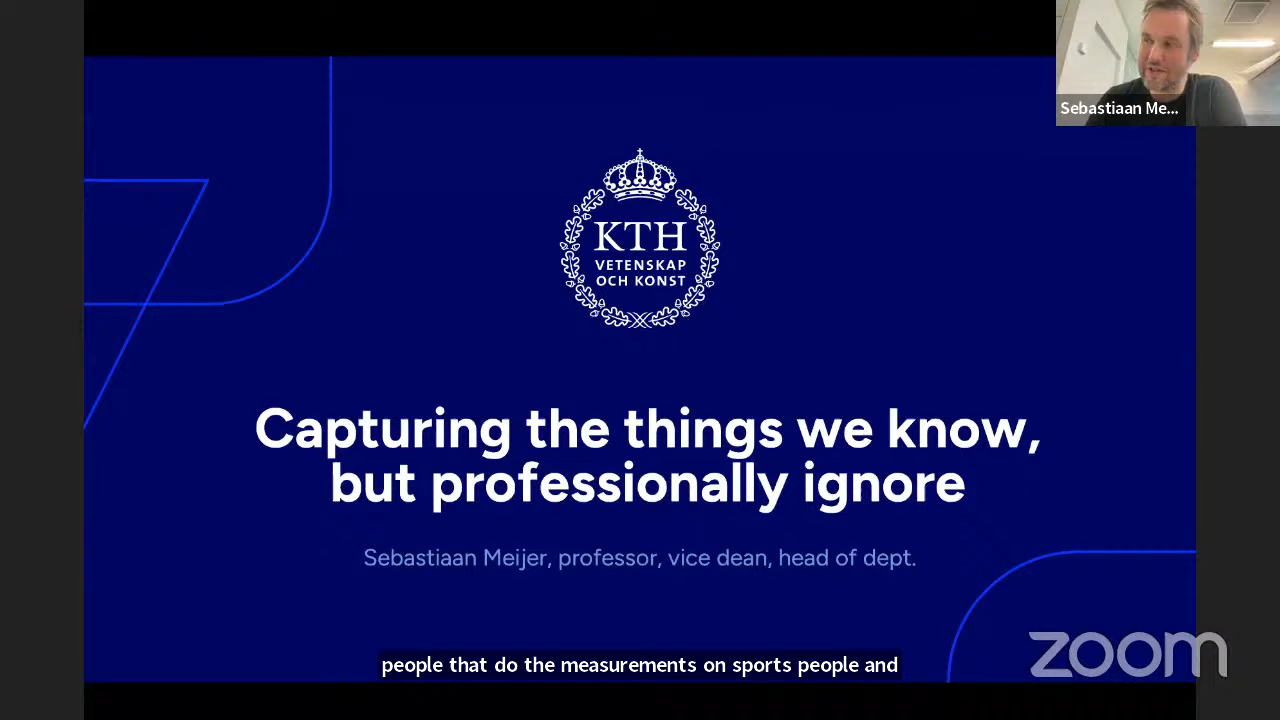 Sebastiaan Me...
KTH
VETENSKAP
OCH KONST
Capturing the things we know,
but professionally ignore
Sebastiaan Meijer, professor, vice dean, head of dept.
people that do the measurements on sports people and
zoom